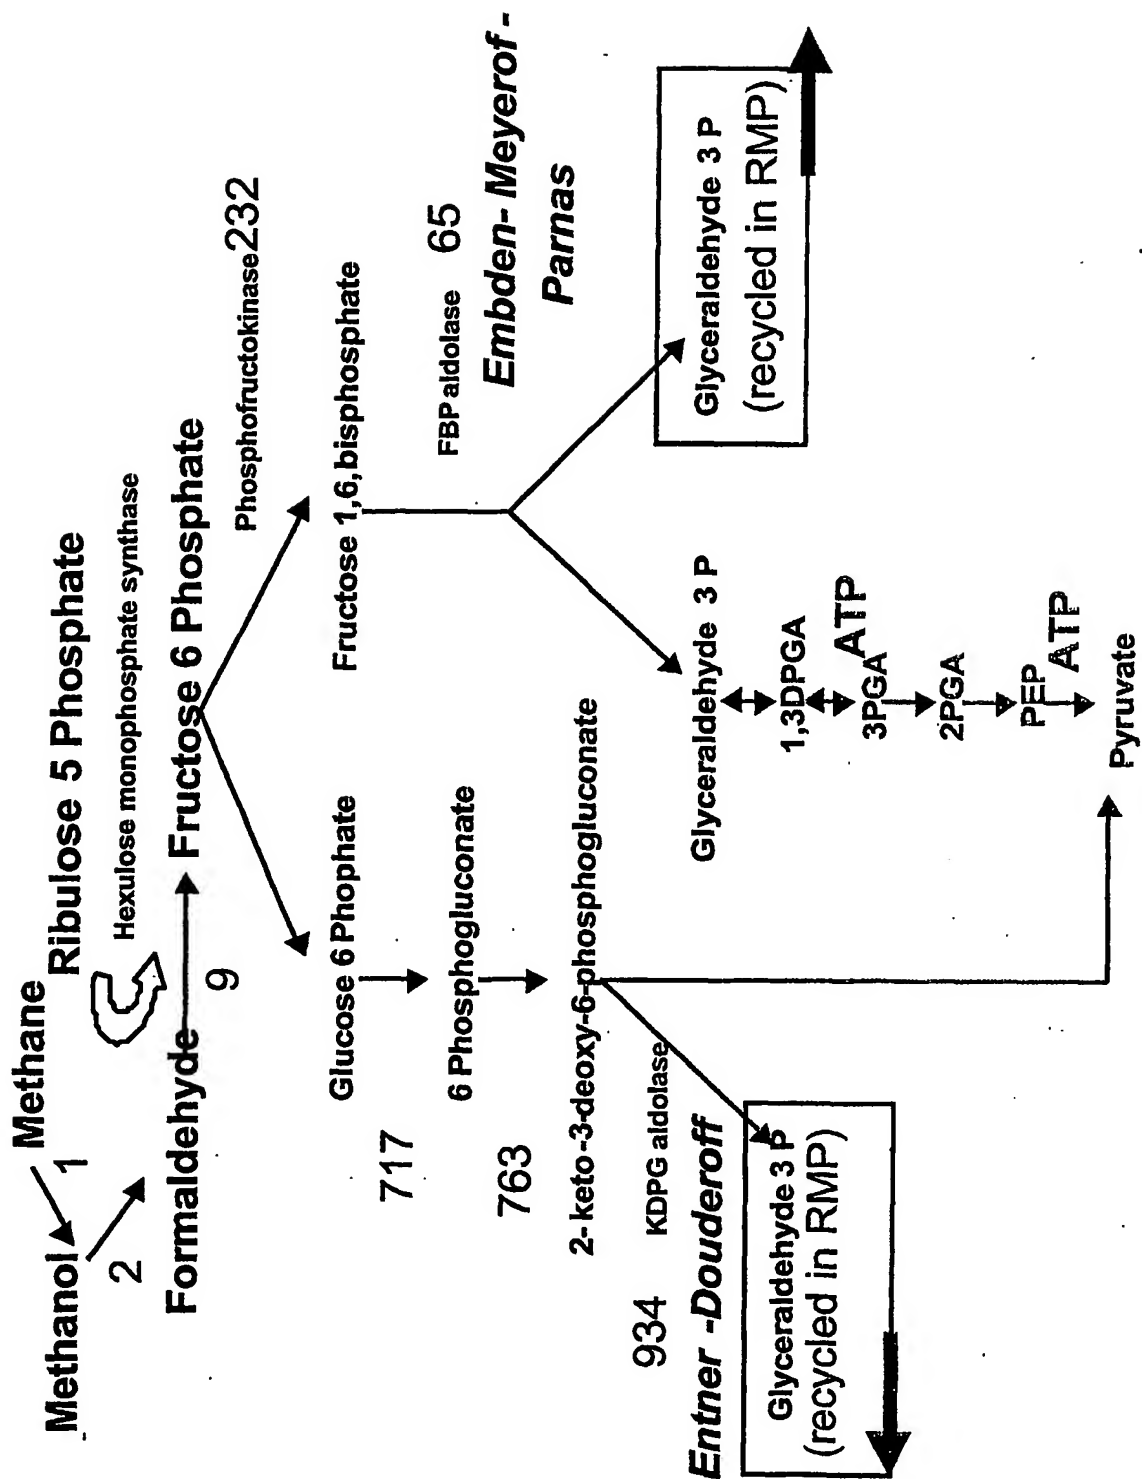 Methane
Methanol
1
2
Ribulose 5 Phosphate
Hexulose monophosphate synthase
Formaldehyde
9
Fructose 6 Phosphate
Phosphofructokinase 232
Glucose 6 Phophate
Fructose 1,6,bisphosphate
717
6 Phosphogluconate
FBP aldolase 65
763
Embden- Meyerof -
Parnas
2- keto-3-deoxy-6-phosphogluconate
934
KDPG aldolase
Entner -Douderoff
Glyceraldehyde 3 P
(recycled in RMP)
Glyceraldehyde 3 P
1,3DPGA
ATP
3PGA
2PGA
PEP
ATP
Pyruvate
Glyceraldehyde 3 P
(recycled in RMP)